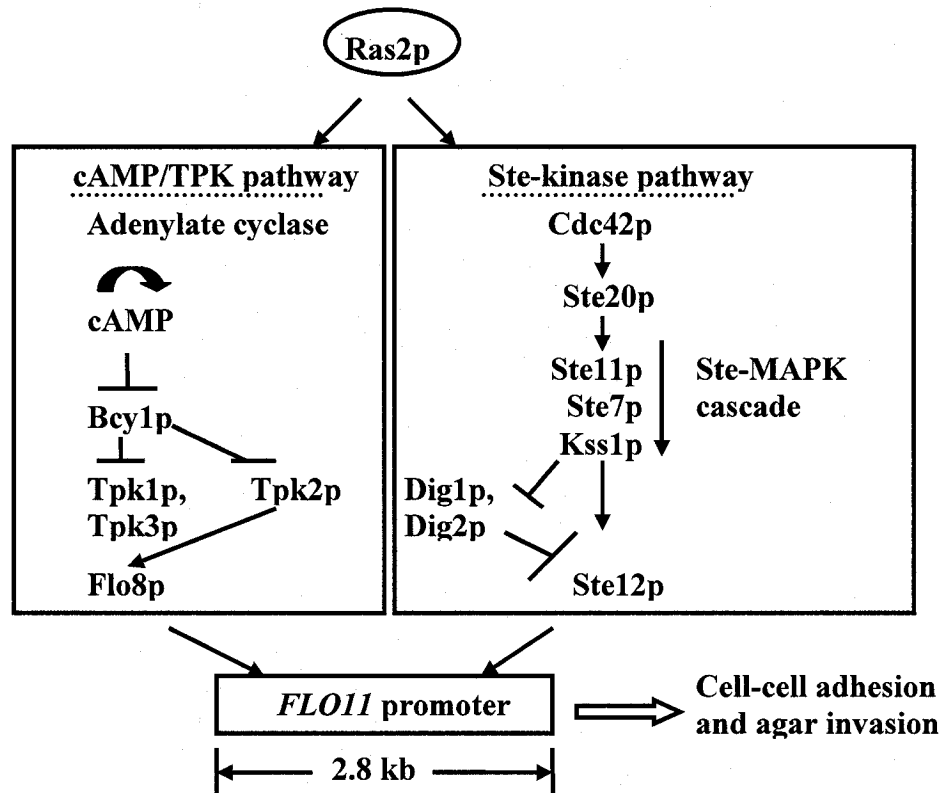 Ras2p
cAMP/TPK pathway
Adenylate cyclase
cAMP
Bcy1p
Tpk1p,
Tpk3p
Tpk2p
Flo8p
Ste-kinase pathway
Cdc42p
Ste20p
Ste11p
Ste7p
Kss1p
Ste-MAPK
cascade
Dig1p,
Dig2p
Ste12p
FLO11 promoter
2.8 kb
Cell-cell adhesion
and agar invasion